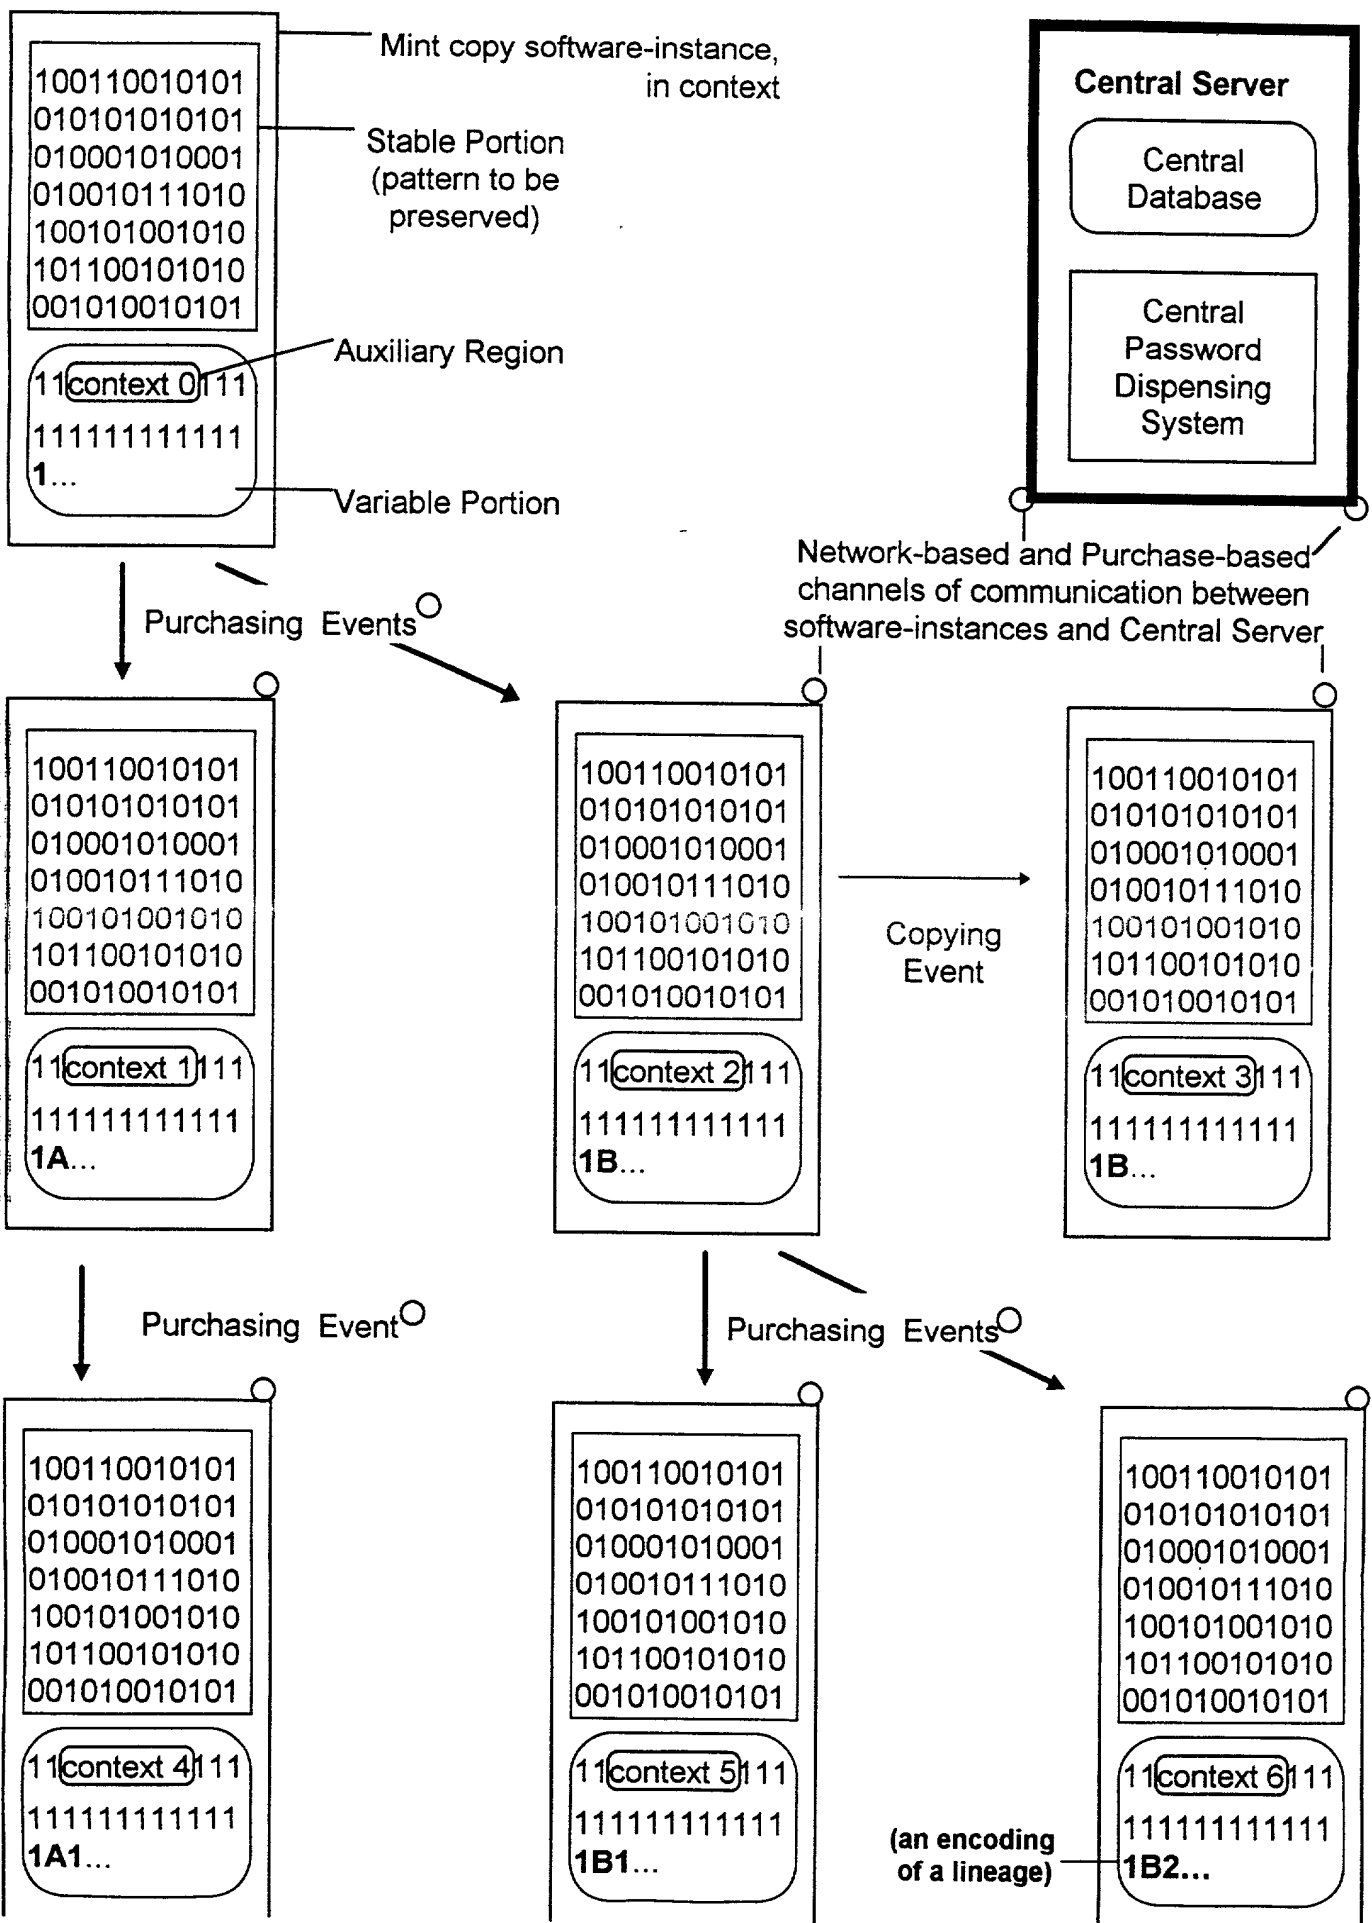 Mint copy software-instance,
in context
100110010101
010101010101
010001010001
010010111010
100101001010
101100101010
001010010101
Stable Portion
(pattern to be
preserved)
Auxiliary Region
11context 0111
111111111111
1...
Variable Portion
Central Server
Central
Database
Central
Password
Dispensing
System
Network-based and Purchase-based
channels of communication between
software-instances and Central Server
Purchasing Events
100110010101
010101010101
010001010001
010010111010
100101001010
101100101010
001010010101
11context 1111
111111111111
1A...
100110010101
010101010101
010001010001
010010111010
100101001010
101100101010
001010010101
11context 2111
111111111111
1B...
Copying
Event
100110010101
010101010101
010001010001
010010111010
100101001010
101100101010
001010010101
11context 3111
111111111111
1B...
Purchasing Event
Purchasing Events
100110010101
010101010101
010001010001
010010111010
100101001010
101100101010
001010010101
11context 4111
111111111111
1A1...
100110010101
010101010101
010001010001
010010111010
100101001010
101100101010
001010010101
11context 5111
111111111111
1B1...
100110010101
010101010101
010001010001
010010111010
100101001010
101100101010
001010010101
11context 6111
111111111111
1B2...
(an encoding
of a lineage)